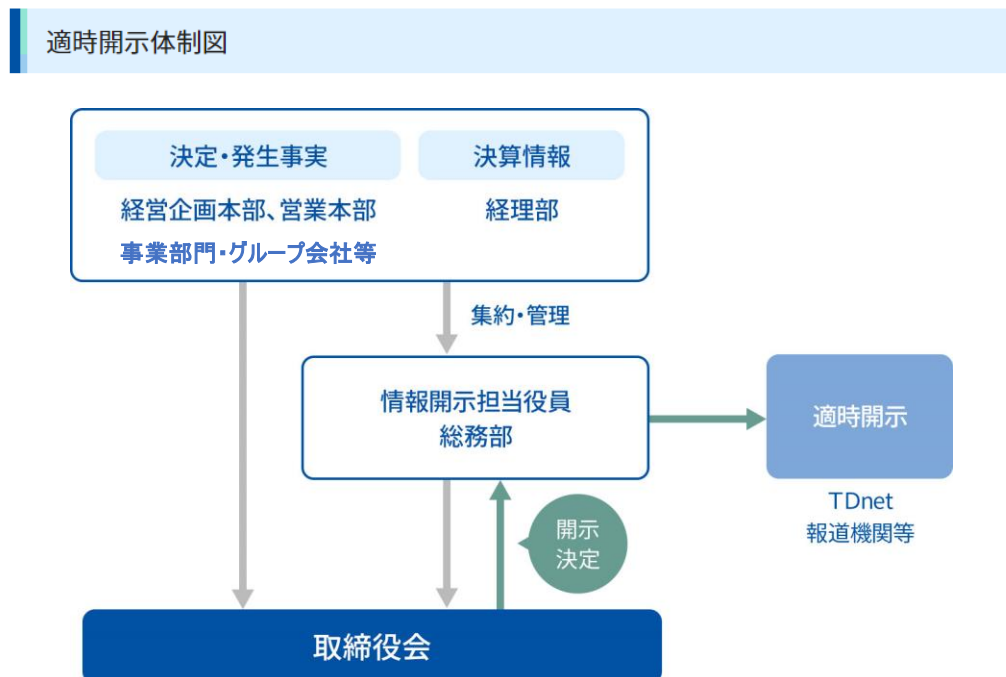 適時開示体制図
決定・発生事実
決算情報
経営企画本部、営業本部
経理部
事業部門・グループ会社等
集約・管理
情報開示担当役員
総務部
適時開示
TDnet
報道機関等
開示
決定
取締役会